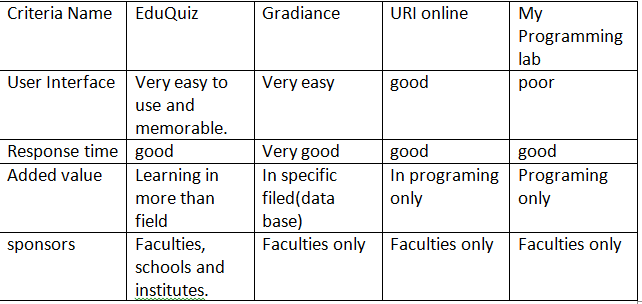 Criteria Name EduQuiz Gradiance URI online My
Programming
lab
User Interface Very easy to Very easy good poor
use and
memorable.
Response time good Very good good good
Added value Learning in In specific In programing Programing
more than filed(data only only
field base)
sponsors Faculties, Faculties only Faculties only Faculties only
schools and
institutes.